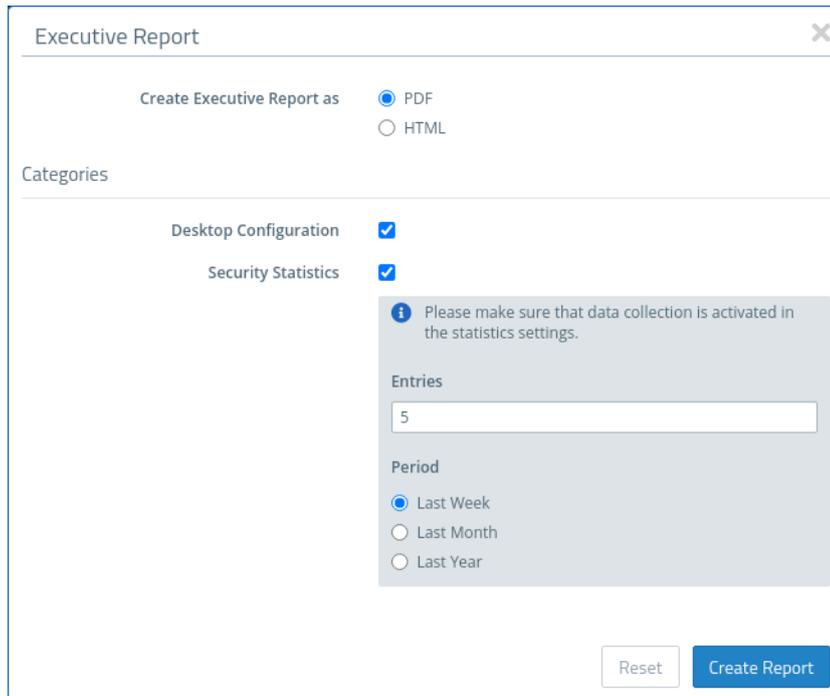 Executive Report
Create Executive Report as
PDF
HTML
Categories
Desktop Configuration
Security Statistics
Please make sure that data collection is activated in
the statistics settings.
Entries
5
Period
Last Week
Last Month
Last Year
Reset
Create Report